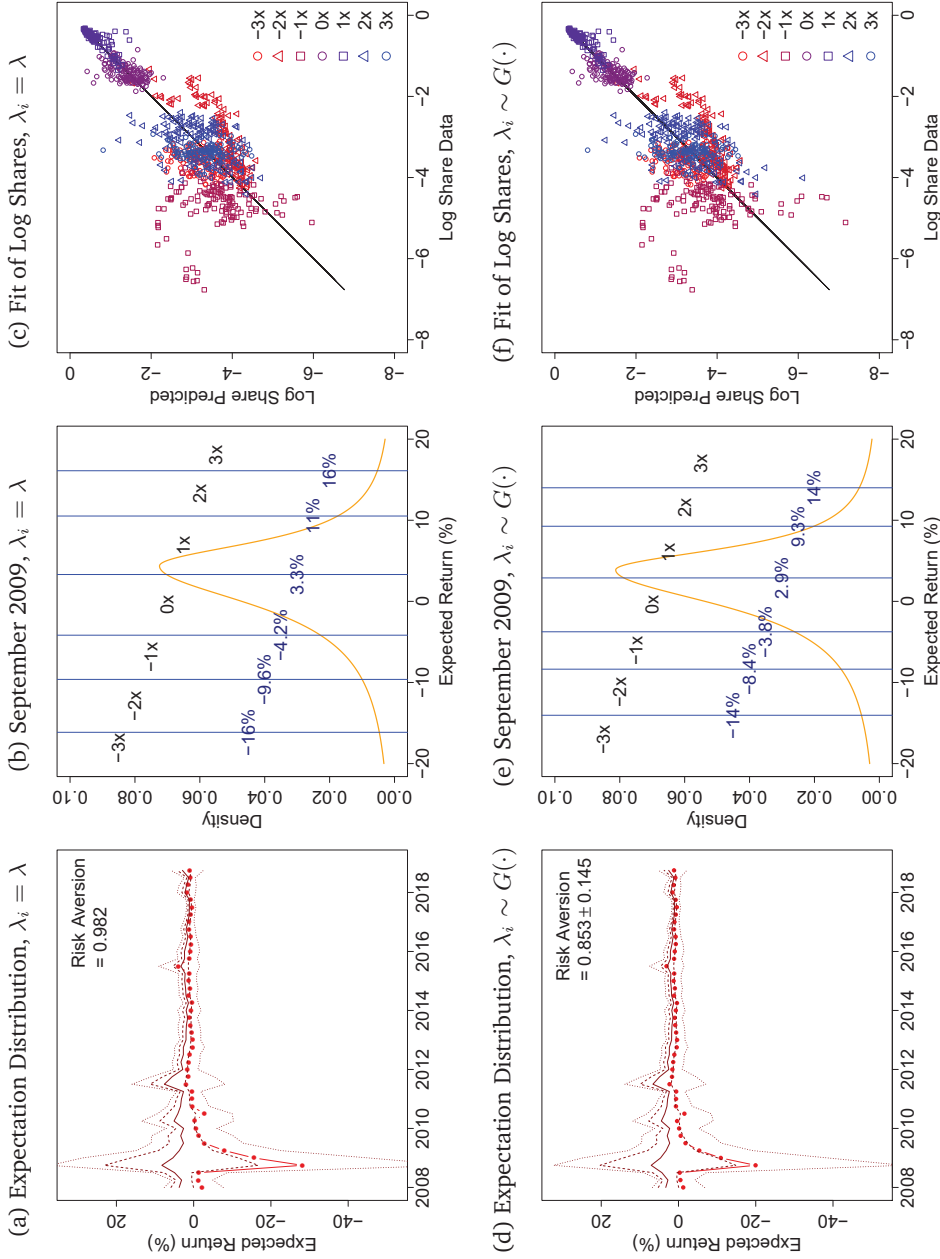 (a) Expectation Distribution, λᵢ = λ
Expected Return (%)
20
0
−20
−40
2008
2010
2012
2014
2016
2018
Risk Aversion
= 0.982
(b) September 2009, λᵢ = λ
Density
0.10
0.08
0.06
0.04
0.02
0.00
−20
−10
0
10
20
Expected Return (%)
−3x
−2x
−1x
0x
1x
2x
3x
−16%
−9.6%
−4.2%
3.3%
11%
16%
(c) Fit of Log Shares, λᵢ = λ
Log Share Predicted
0
−2
−4
−6
−8
−8
−6
−4
−2
0
Log Share Data
−3x
−2x
−1x
0x
1x
2x
3x
(d) Expectation Distribution, λᵢ ∼ G(·)
Expected Return (%)
20
0
−20
−40
2008
2010
2012
2014
2016
2018
Risk Aversion
= 0.853 ± 0.145
(e) September 2009, λᵢ ∼ G(·)
Density
0.10
0.08
0.06
0.04
0.02
0.00
−20
−10
0
10
20
Expected Return (%)
−3x
−2x
−1x
0x
1x
2x
3x
−14%
−8.4%
−3.8%
2.9%
9.3%
14%
(f) Fit of Log Shares, λᵢ ∼ G(·)
Log Share Predicted
0
−2
−4
−6
−8
−8
−6
−4
−2
0
Log Share Data
−3x
−2x
−1x
0x
1x
2x
3x